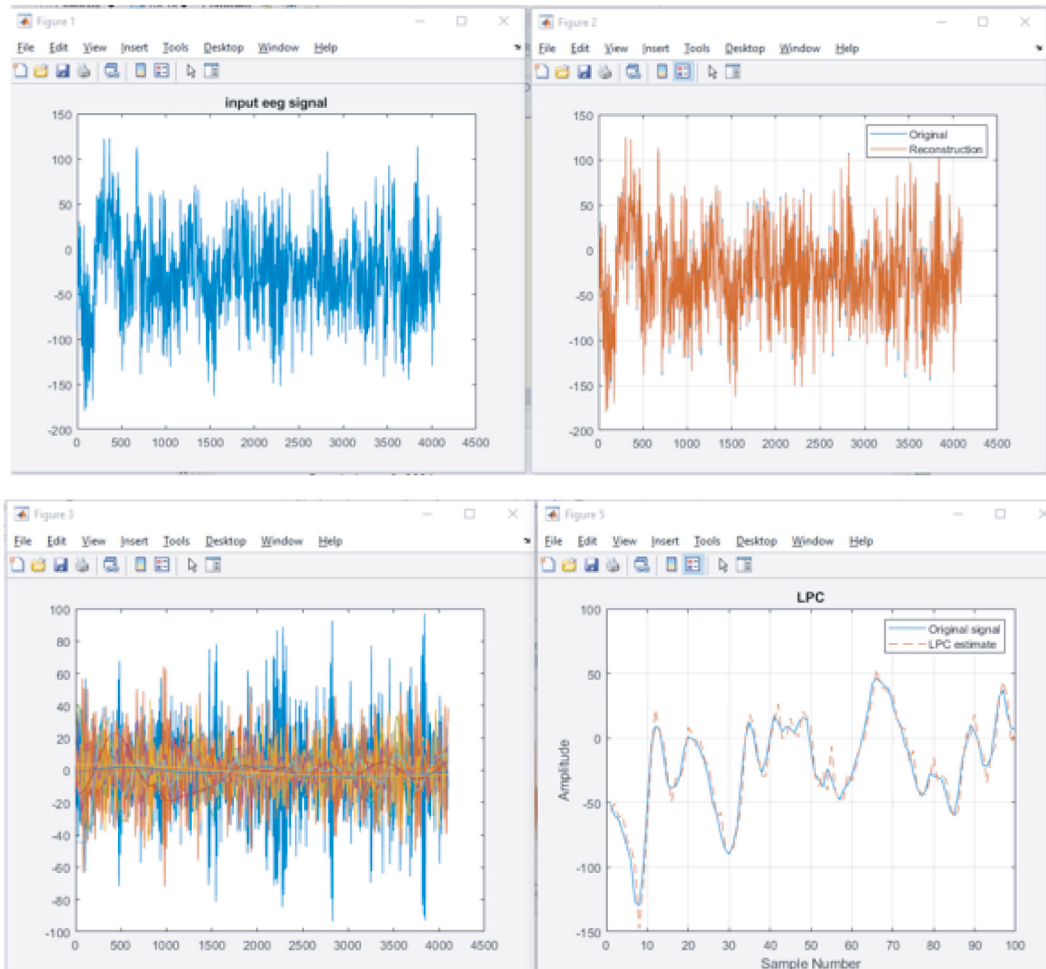 Figure 1
File Edit View Insert Tools Desktop Window Help
input eeg signal
150
100
50
0
-50
-100
-150
-200
0 500 1000 1500 2000 2500 3000 3500 4000 4500
Figure 2
File Edit View Insert Tools Desktop Window Help
Original
Reconstruction
150
100
50
0
-50
-100
-150
-200
0 500 1000 1500 2000 2500 3000 3500 4000 4500
Figure 3
File Edit View Insert Tools Desktop Window Help
100
80
60
40
20
0
-20
-40
-60
-80
-100
0 500 1000 1500 2000 2500 3000 3500 4000 4500
Figure 5
File Edit View Insert Tools Desktop Window Help
LPC
Original signal
LPC estimate
100
50
0
-50
-100
-150
Amplitude
0 10 20 30 40 50 60 70 80 90 100
Sample Number